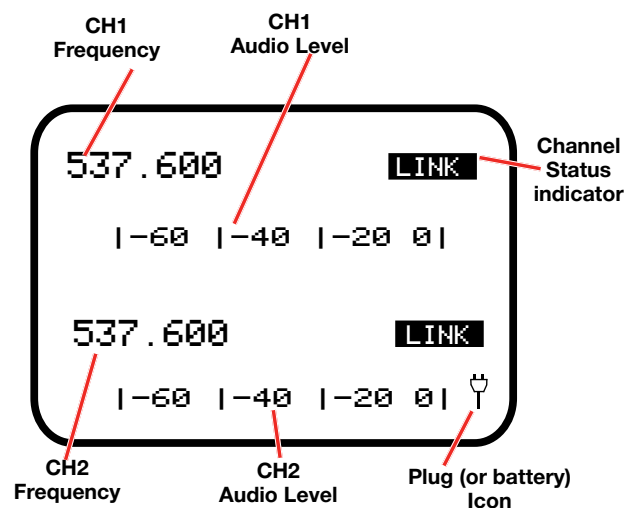 CH1
Frequency
CH1
Audio Level
537.600
LINK
Channel
Status
indicator
|-60 |-40 |-20 0|
537.600
LINK
|-60 |-40 |-20 0|
CH2
Frequency
CH2
Audio Level
Plug (or battery)
Icon